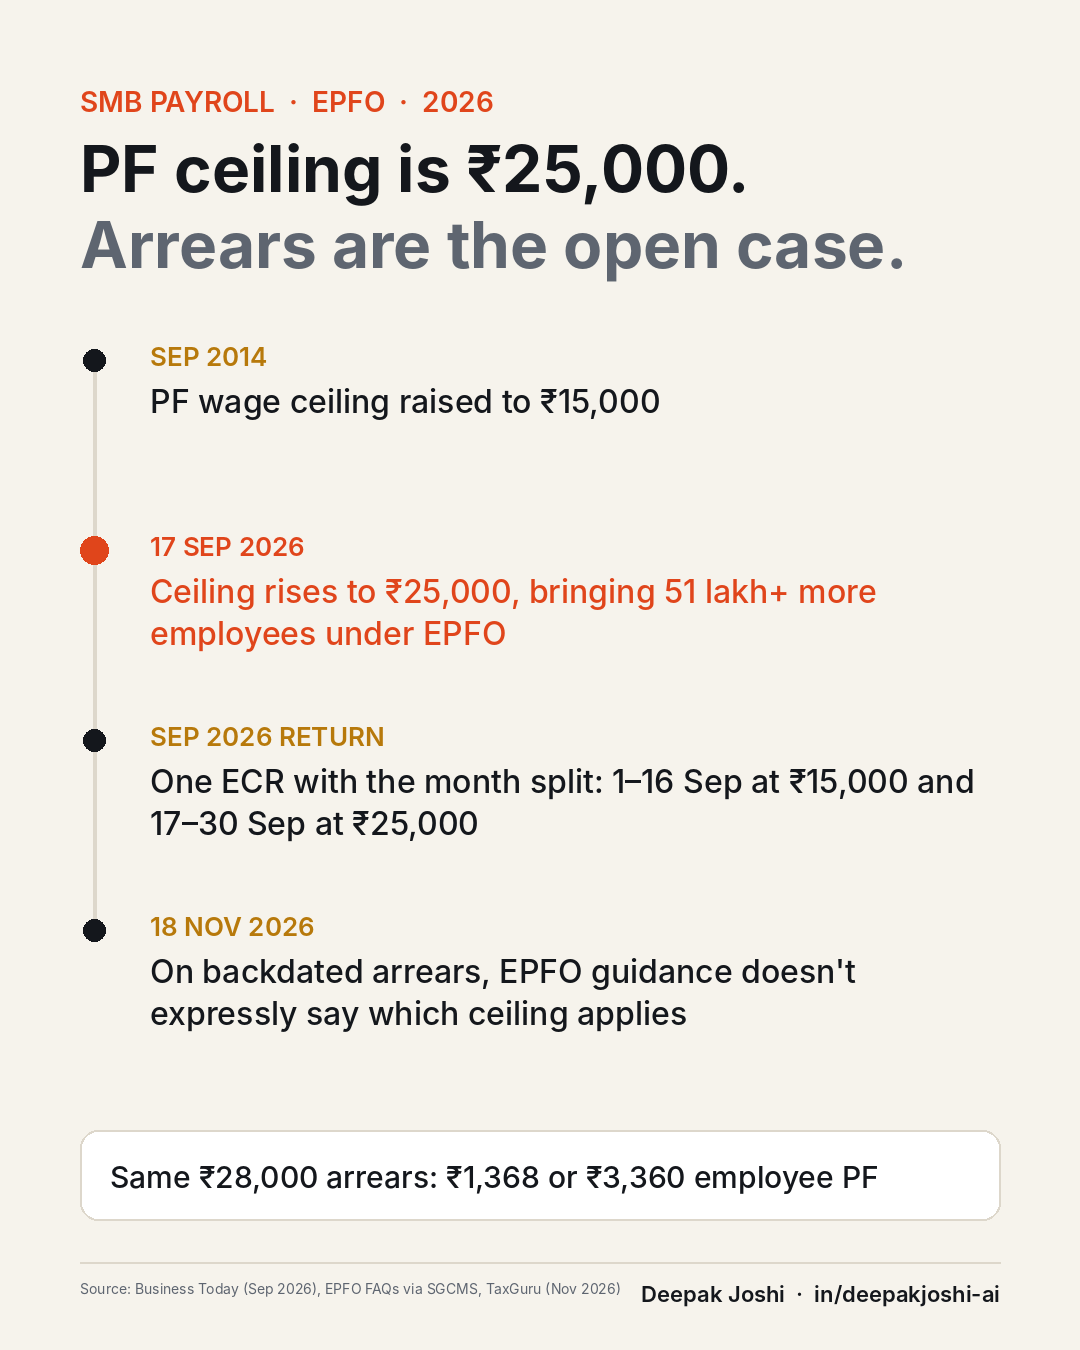 SMB PAYROLL · EPFO · 2026
PF ceiling is ₹25,000.
Arrears are the open case.
SEP 2014
PF wage ceiling raised to ₹15,000
17 SEP 2026
Ceiling rises to ₹25,000, bringing 51 lakh+ more
employees under EPFO
SEP 2026 RETURN
One ECR with the month split: 1–16 Sep at ₹15,000 and
17–30 Sep at ₹25,000
18 NOV 2026
On backdated arrears, EPFO guidance doesn't
expressly say which ceiling applies
Same ₹28,000 arrears: ₹1,368 or ₹3,360 employee PF
Source: Business Today (Sep 2026), EPFO FAQs via SGCMS, TaxGuru (Nov 2026)
Deepak Joshi · in/deepakjoshi-ai